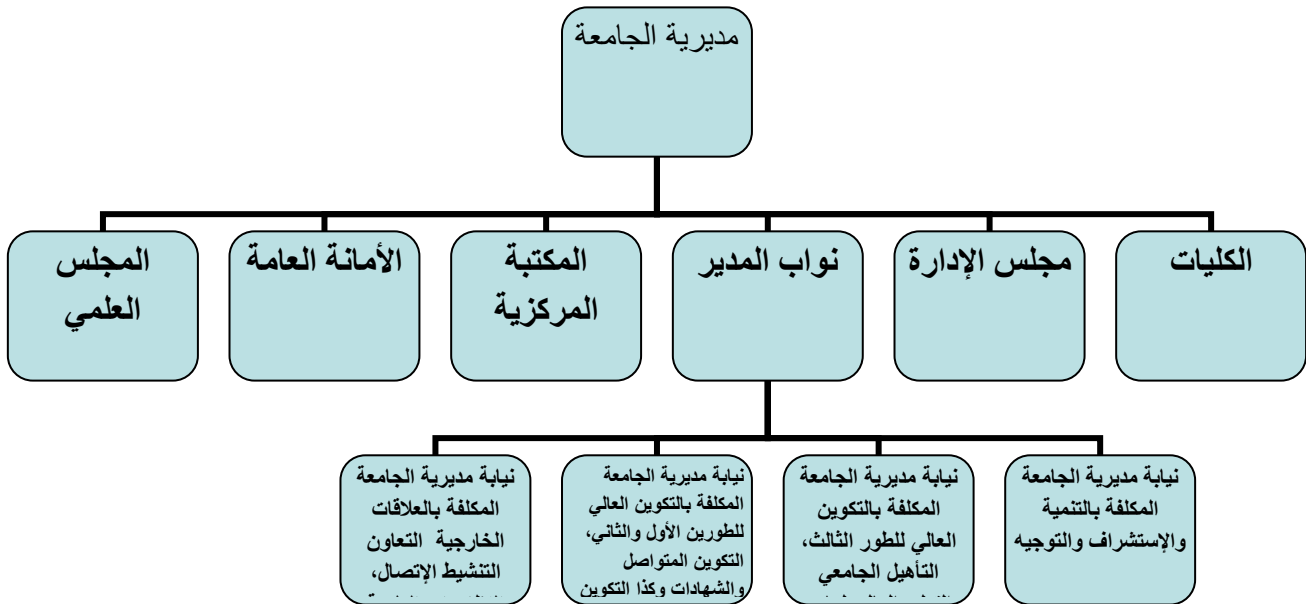 مديرية الجامعة
الكليات
مجلس الإدارة
نواب المدير
المكتبة
المركزية
الأمانة العامة
المجلس
العلمي
نيابة مديرية الجامعة
المكلفة بالتنمية
والإستشراف والتوجيه
نيابة مديرية الجامعة
المكلفة بالتكوين
العالي للطور الثالث،
التأهيل الجامعي
نيابة مديرية الجامعة
المكلفة بالتكوين العالي
للطورين الأول والثاني،
التكوين المتواصل
والشهادات وكذا التكوين
نيابة مديرية الجامعة
المكلفة بالعلاقات
الخارجية التعاون
التنشيط الإتصال،